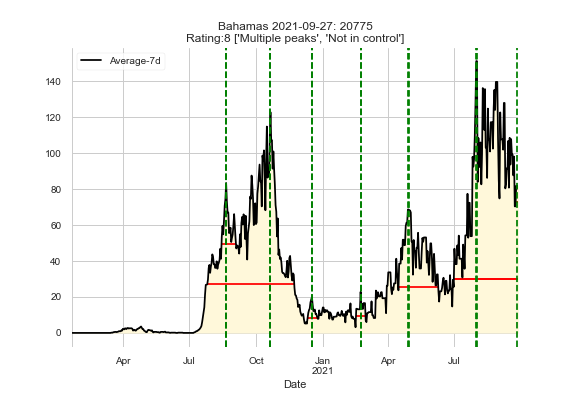 Bahamas 2021-09-27: 20775
Rating:8 ['Multiple peaks', 'Not in control']
Average-7d
140
120
100
80
60
40
20
0
Apr Jul Oct Jan Apr Jul
2021
Date